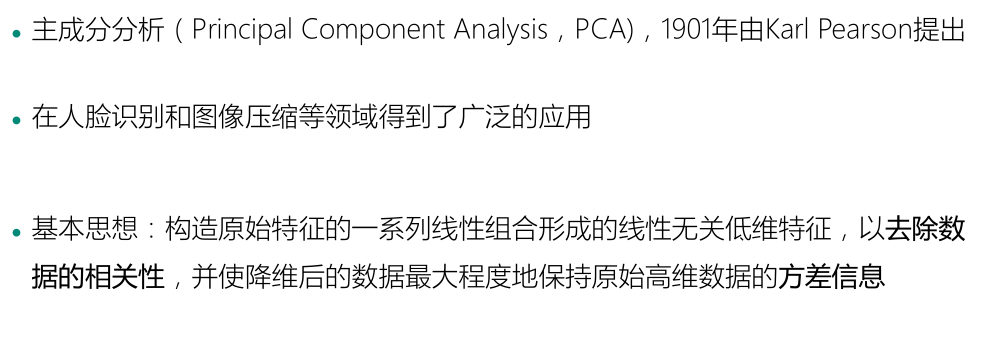 • 主成分分析（Principal Component Analysis，PCA)，1901年由Karl Pearson提出
• 在人脸识别和图像压缩等领域得到了广泛的应用
• 基本思想：构造原始特征的一系列线性组合形成的线性无关低维特征，以去除数
据的相关性，并使降维后的数据最大程度地保持原始高维数据的方差信息